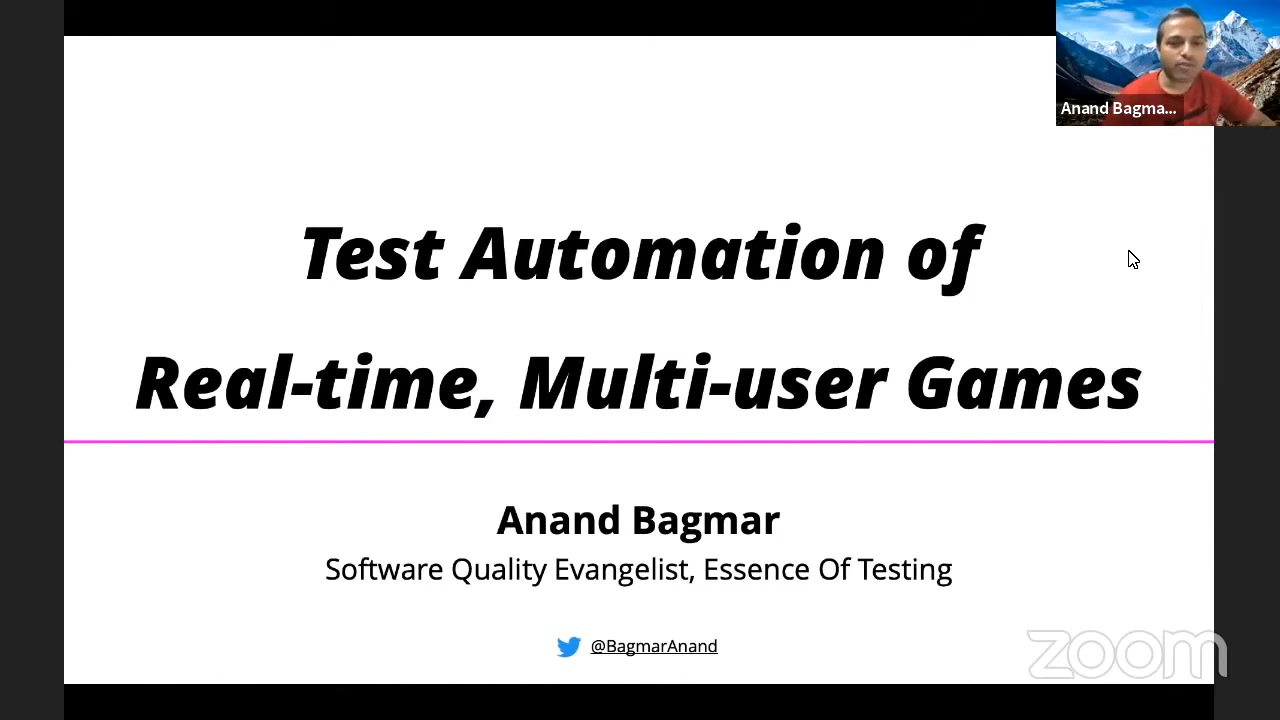 Anand Bagma...
Test Automation of
Real-time, Multi-user Games
Anand Bagmar
Software Quality Evangelist, Essence Of Testing
@BagmarAnand
zoom